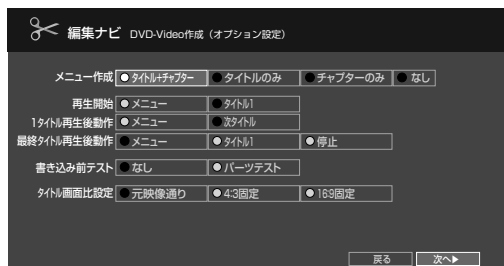 編集ナビ DVD-Video作成（オプション設定）
メニュー作成 タイトル+チャプター タイトルのみ チャプターのみ なし
再生開始 メニュー タイトル1
1タイトル再生後動作 メニュー 次タイトル
最終タイトル再生後動作 メニュー タイトル1 停止
書き込み前テスト なし パーツテスト
タイトル画面比設定 元映像通り 4:3固定 16:9固定
戻る 次へ▶